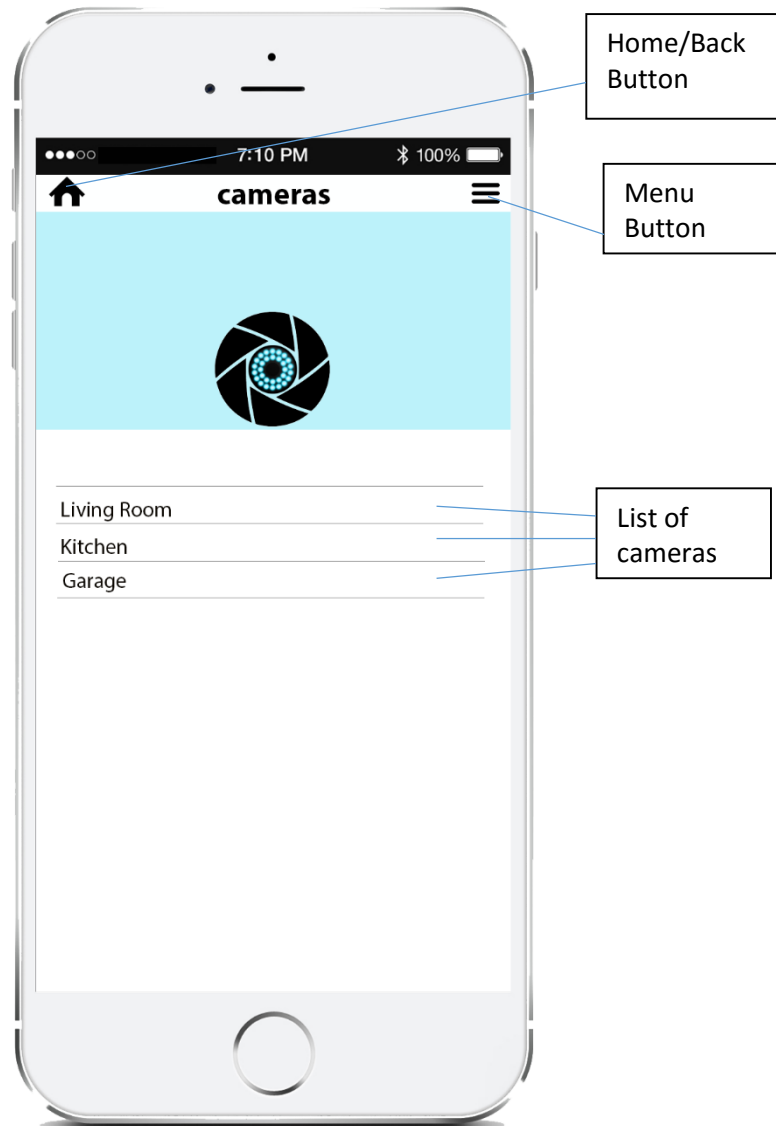 Home/Back
Button
7:10 PM
100%
cameras
Menu
Button
Living Room
Kitchen
Garage
List of
cameras